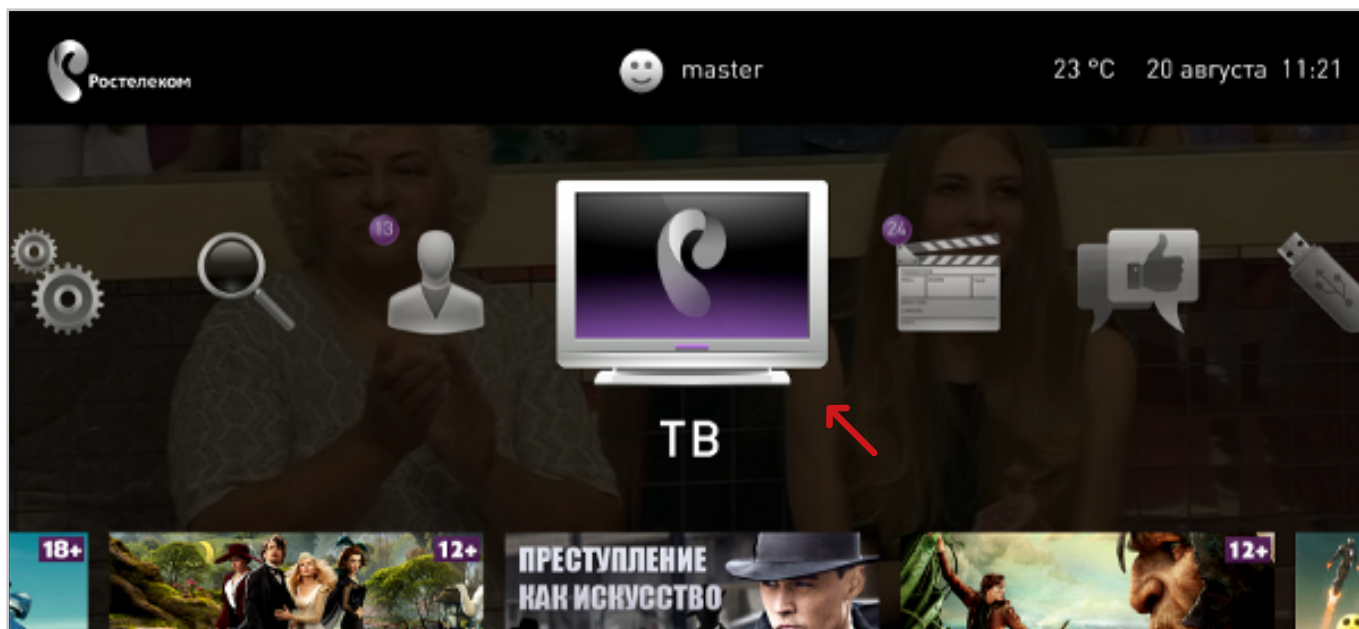 Ростелеком
master
23 °C 20 августа 11:21
13
24
ТВ
18+
12+
ПРЕСТУПЛЕНИЕ
КАК ИСКУССТВО
12+